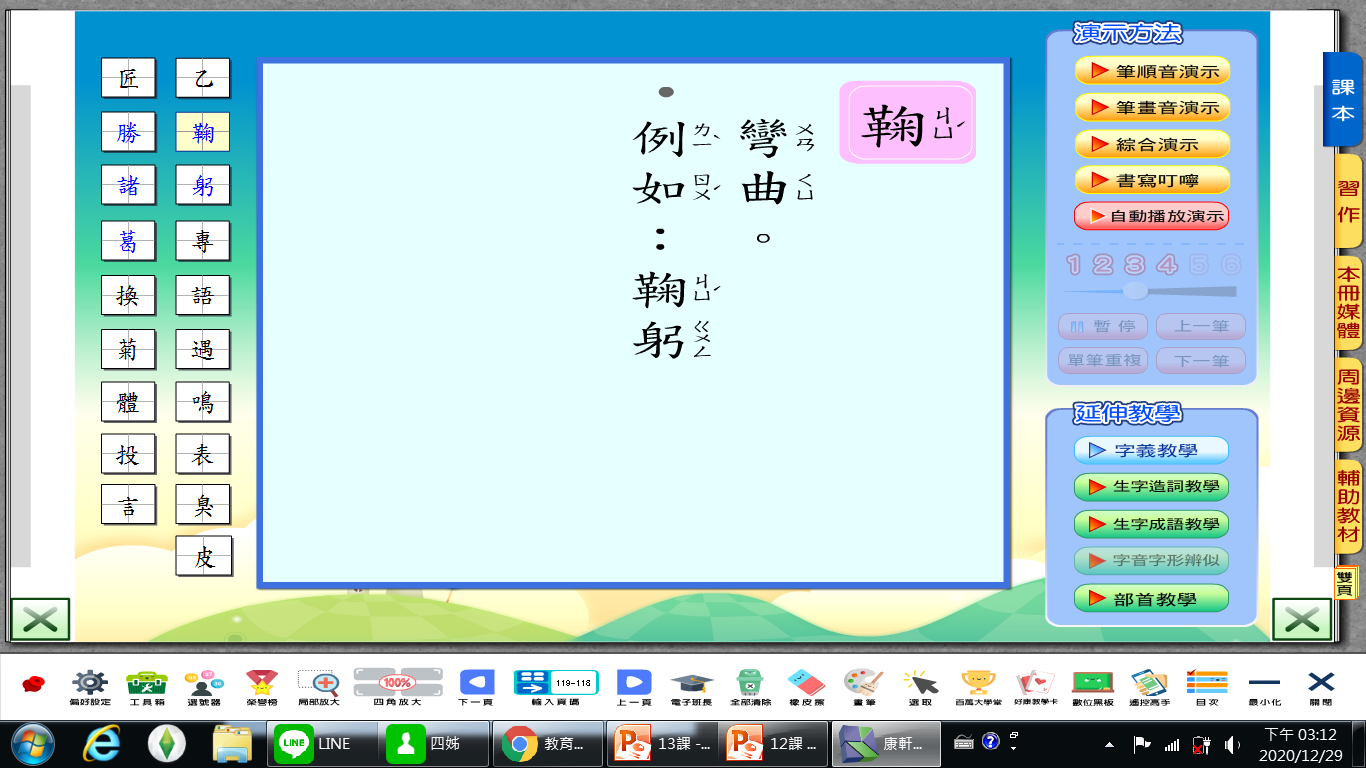 匠
乙
勝
鞠
諸
躬
葛
專
換
語
菊
遇
體
鳴
投
表
言
臭
皮
鞠 ㄐㄩˊ
彎曲。 ㄨㄢ ㄑㄩ
例如：鞠躬 ㄌㄧˋ ㄖㄨˊ ㄐㄩˊ ㄍㄨㄥ
演示方法
筆順音演示
筆畫音演示
綜合演示
書寫叮嚀
自動播放演示
1 2 3 4 5 6
暫停
上一筆
單筆重複
下一筆
延伸教學
字義教學
生字造詞教學
生字成語教學
字音字形辨似
部首教學
課本
習作
本冊媒體
周邊資源
輔助教材
雙頁
偏好設定
工具箱
選號器
榮譽榜
局部放大
100%
四角放大
下一頁
119-118
輸入頁碼
上一頁
電子班長
全部清除
橡皮擦
畫筆
選取
百萬大學堂
好康教學卡
數位黑板
遙控高手
目次
最小化
關閉
LINE
LINE
四姊
教育...
13課 -...
12課 ...
康軒...
下午 03:12
2020/12/29